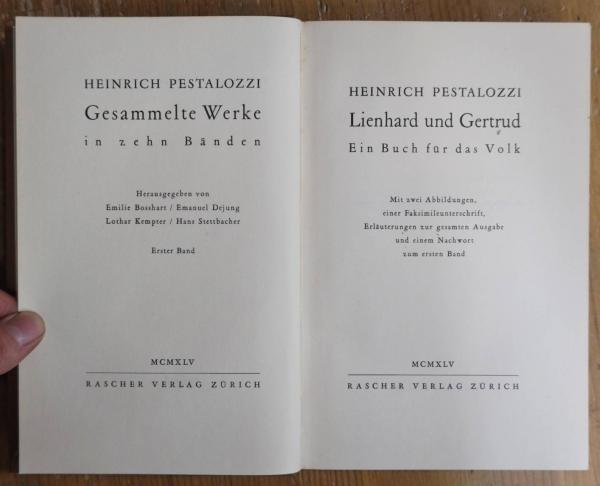 HEINRICH PESTALOZZI
Gesammelte Werke
in zehn Bänden
Herausgegeben von
Emilie Bosshart / Emanuel Dejung
Lothar Kempter / Hans Stettbacher
Erster Band
MCMXLV
RASCHER VERLAG ZÜRICH
HEINRICH PESTALOZZI
Lienhard und Gertrud
Ein Buch für das Volk
Mit zwei Abbildungen,
einer Faksimileunterschrift,
Erläuterungen zur gesamten Ausgabe
und einem Nachwort
zum ersten Band
MCMXLV
RASCHER VERLAG ZÜRICH